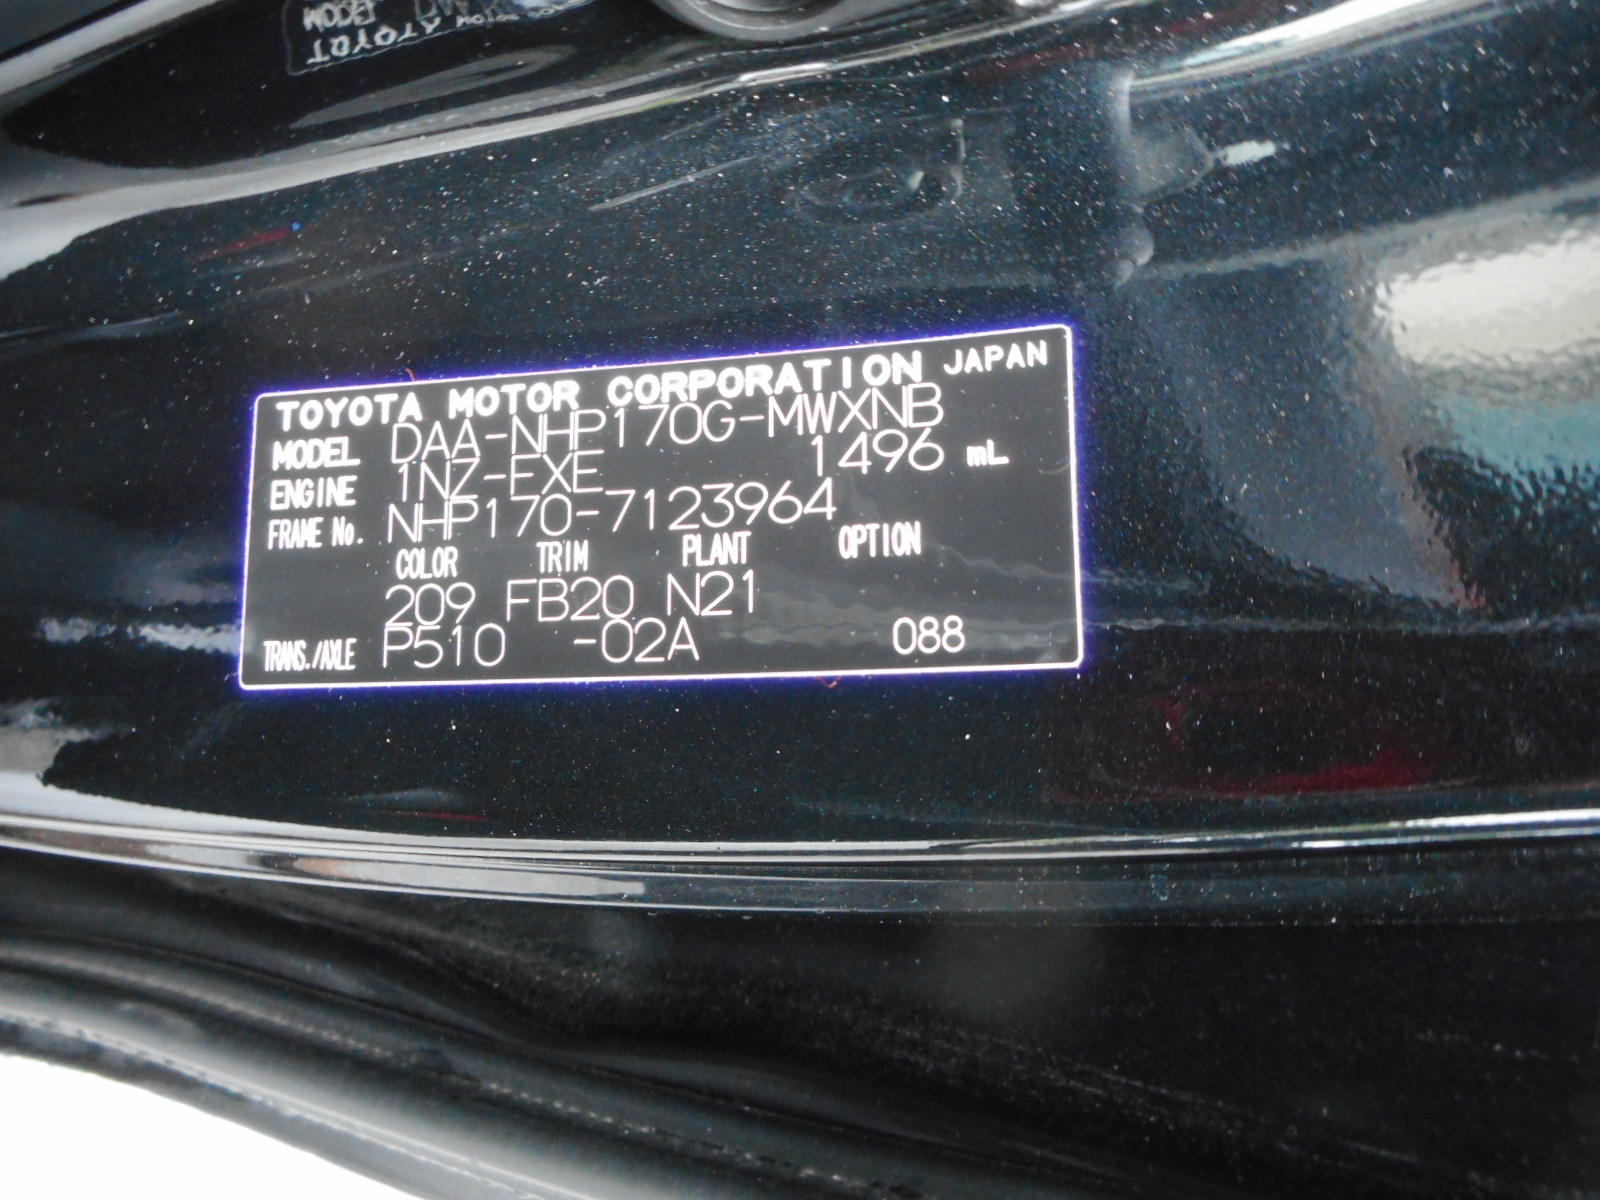 TOYOTA MOTOR CORPORATION JAPAN
MODEL DAA-NHP170G-MWXNB
ENGINE 1NZ-FXE 1496 mL
FRAME No. NHP170-7123964
COLOR TRIM PLANT OPTION
209 FB20 N21
TRANS./AXLE P510 -02A 088